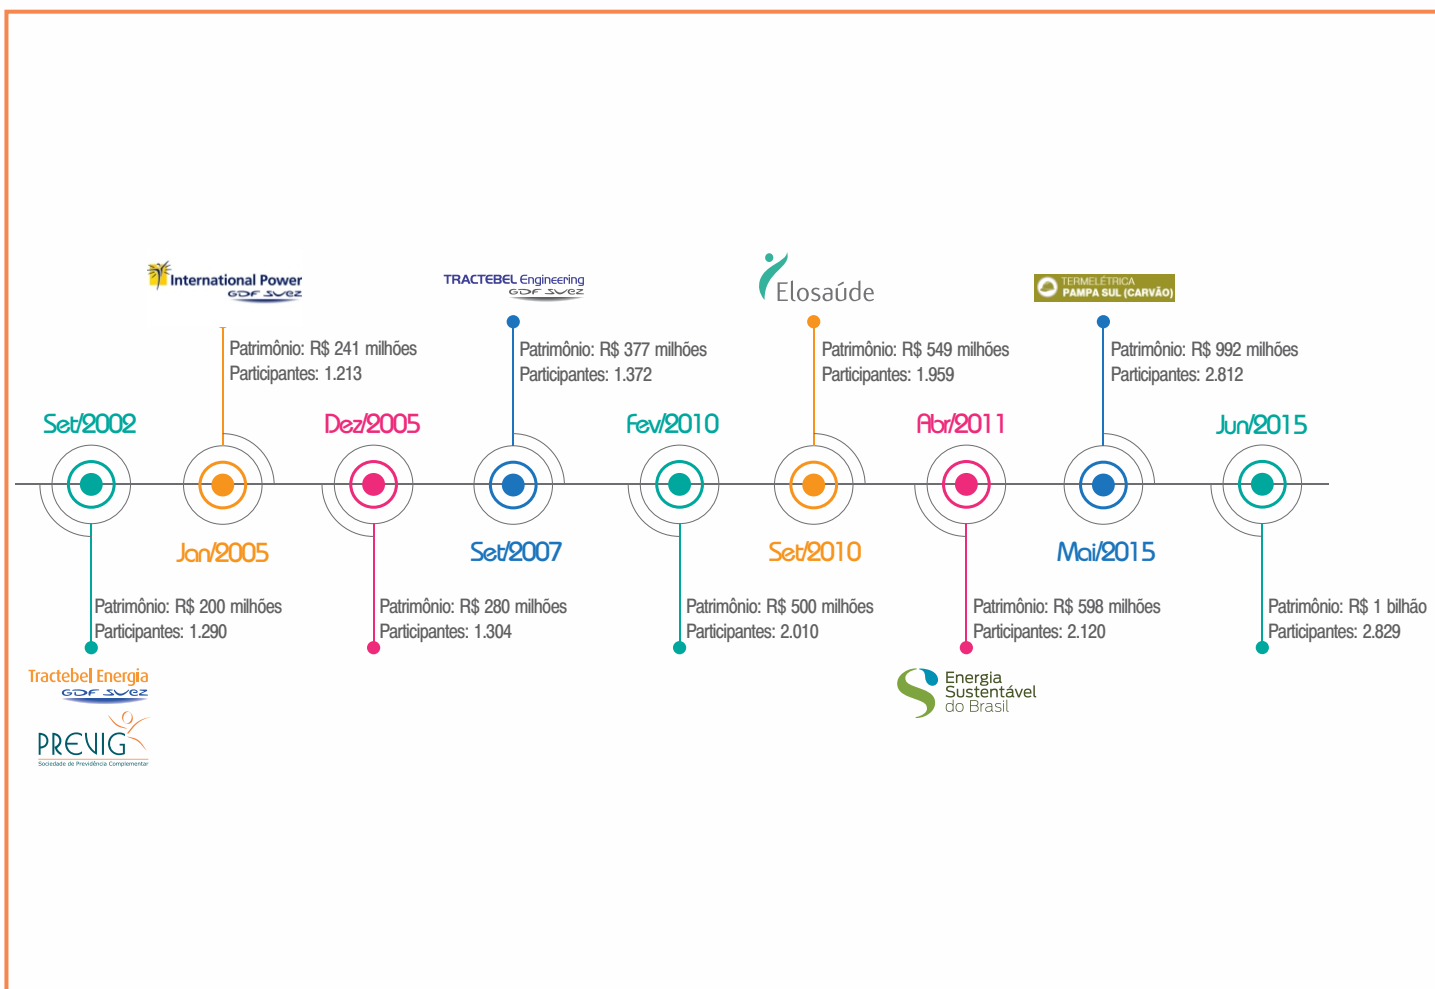 International Power
GDF SUEZ
TRACTEBEL Engineering
GDF SUEZ
Elosaúde
TERMELÉTRICA
PAMPA SUL (CARVÃO)
Patrimônio: R$ 241 milhões
Participantes: 1.213
Patrimônio: R$ 377 milhões
Participantes: 1.372
Patrimônio: R$ 549 milhões
Participantes: 1.959
Patrimônio: R$ 992 milhões
Participantes: 2.812
Set/2002
Dez/2005
Fev/2010
Abr/2011
Jun/2015
Jan/2005
Set/2007
Set/2010
Mai/2015
Patrimônio: R$ 200 milhões
Participantes: 1.290
Patrimônio: R$ 280 milhões
Participantes: 1.304
Patrimônio: R$ 500 milhões
Participantes: 2.010
Patrimônio: R$ 598 milhões
Participantes: 2.120
Patrimônio: R$ 1 bilhão
Participantes: 2.829
Tractebel Energia
GDF SUEZ
PREVIG
Sociedade de Previdência Complementar
Energia
Sustentável
do Brasil